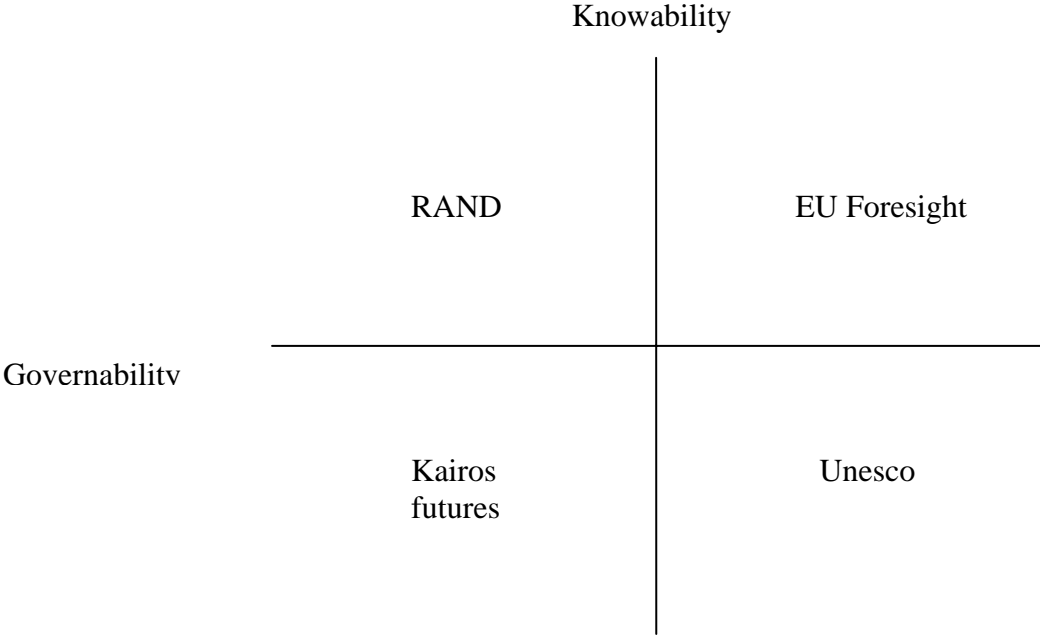 Knowability
RAND
EU Foresight
Governability
Kairos
futures
Unesco